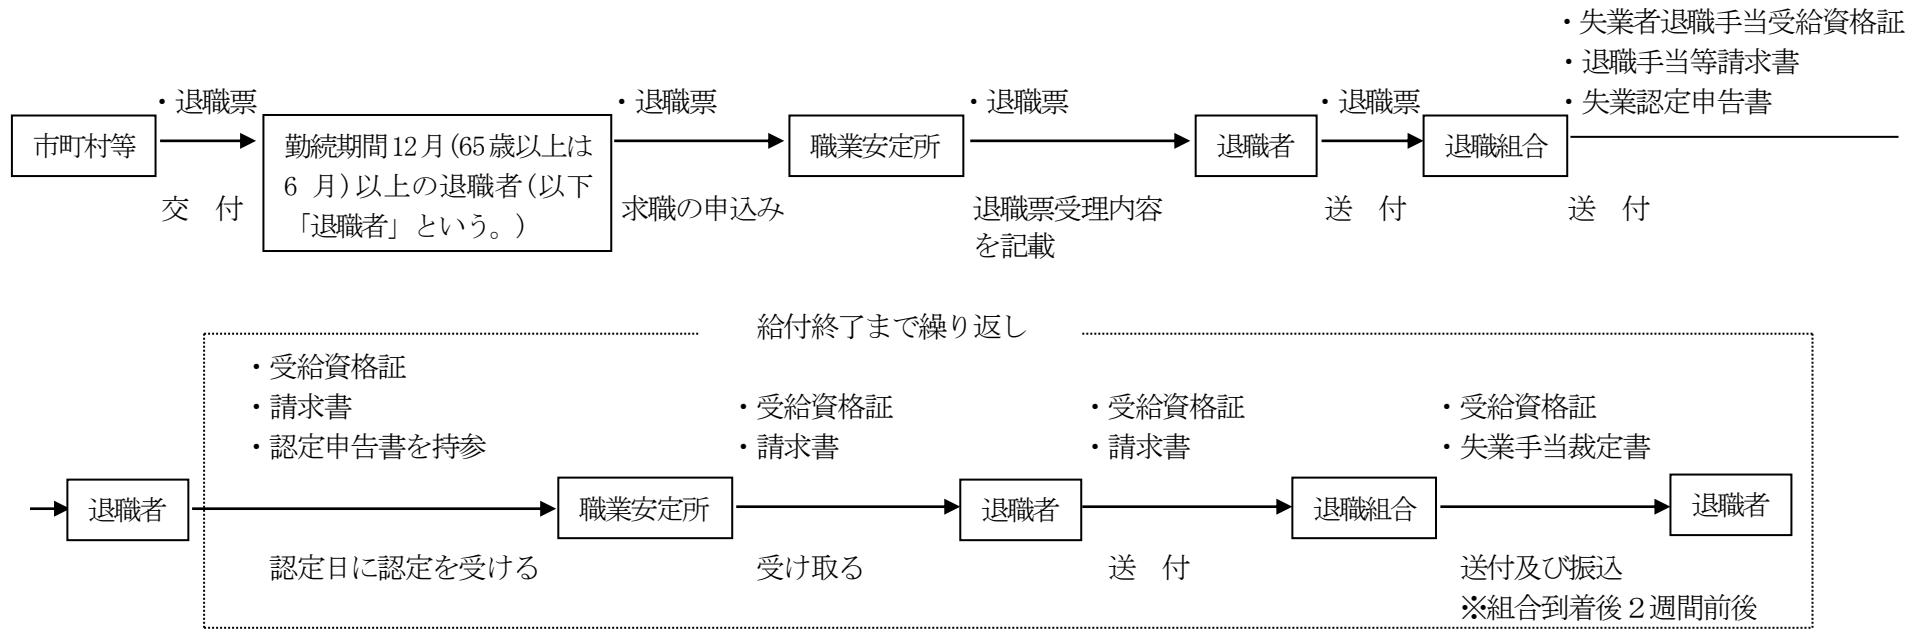 ・失業者退職手当受給資格証
・退職手当等請求書
・失業認定申告書
・退職票
・退職票
・退職票
・退職票
市町村等
勤続期間12月(65歳以上は
6 月)以上の退職者(以下
「退職者」という。)
職業安定所
退職者
退職組合
交 付
求職の申込み
退職票受理内容
を記載
送 付
送 付
給付終了まで繰り返し
・受給資格証
・請求書
・認定申告書を持参
・受給資格証
・請求書
・受給資格証
・請求書
・受給資格証
・失業手当裁定書
退職者
職業安定所
退職者
退職組合
退職者
認定日に認定を受ける
受け取る
送 付
送付及び振込
※組合到着後2週間前後